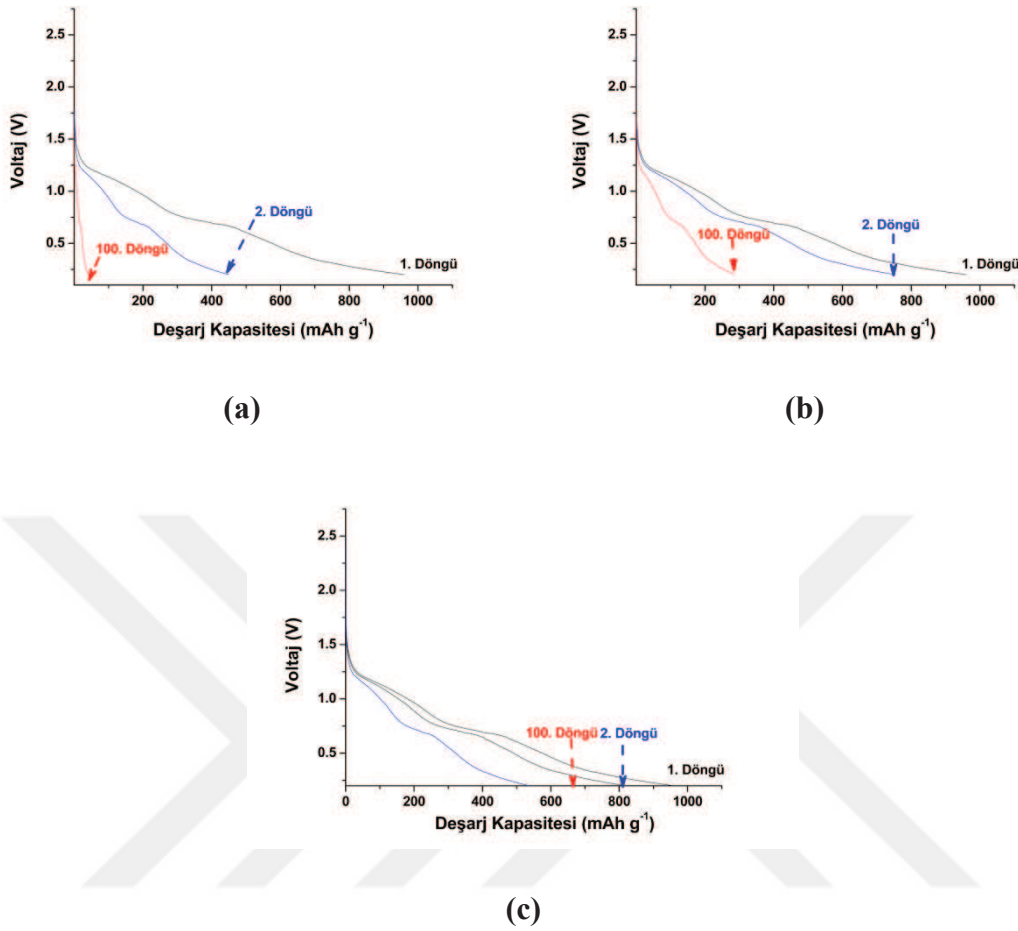 2.5
2.0
1.5
1.0
0.5
Voltaj (V)
2. Döngü
100. Döngü
1. Döngü
200 400 600 800 1000
Deşarj Kapasitesi (mAh g⁻¹)
(a)
2.5
2.0
1.5
1.0
0.5
Voltaj (V)
2. Döngü
100. Döngü
1. Döngü
200 400 600 800 1000
Deşarj Kapasitesi (mAh g⁻¹)
(b)
2.5
2.0
1.5
1.0
0.5
Voltaj (V)
100. Döngü 2. Döngü
1. Döngü
0 200 400 600 800 1000
Deşarj Kapasitesi (mAh g⁻¹)
(c)